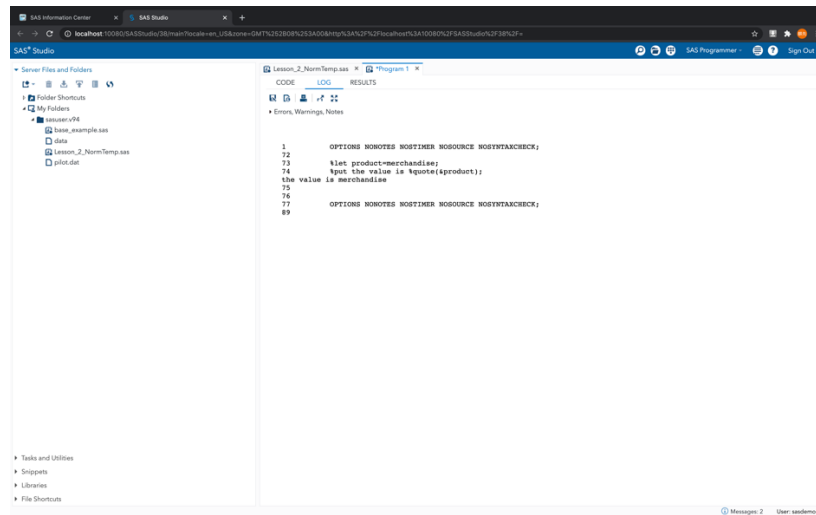 SAS Information Center
SAS Studio
localhost:10080/SASStudio/38/main?locale=en_US&zone=GMT%252B08%253A00&http%3A%2F%2Flocalhost%3A10080%2FSASStudio%2F38%2F=
SAS® Studio
SAS Programmer
Sign Out
Server Files and Folders
Folder Shortcuts
My Folders
sasuser.v94
base_example.sas
data
Lesson_2_NormTemp.sas
pilot.dat
Tasks and Utilities
Snippets
Libraries
File Shortcuts
Lesson_2_NormTemp.sas
*Program 1
CODE LOG RESULTS
Errors, Warnings, Notes
1 OPTIONS NONOTES NOSTIMER NOSOURCE NOSYNTAXCHECK;
72
73 %let product=merchandise;
74 %put the value is %quote(&product);
the value is merchandise
75
76
77 OPTIONS NONOTES NOSTIMER NOSOURCE NOSYNTAXCHECK;
89
Messages: 2 User: sasdemo